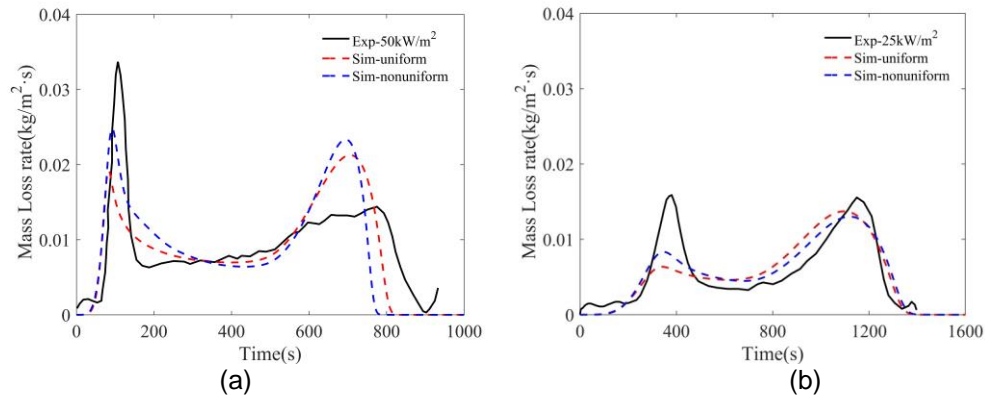 0.04
0.03
0.02
0.01
0
Mass Loss rate(kg/m²·s)
Exp-50kW/m²
Sim-uniform
Sim-nonuniform
0 200 400 600 800 1000
Time(s)
(a)
0.04
0.03
0.02
0.01
0
Mass Loss rate(kg/m²·s)
Exp-25kW/m²
Sim-uniform
Sim-nonuniform
0 400 800 1200 1600
Time(s)
(b)